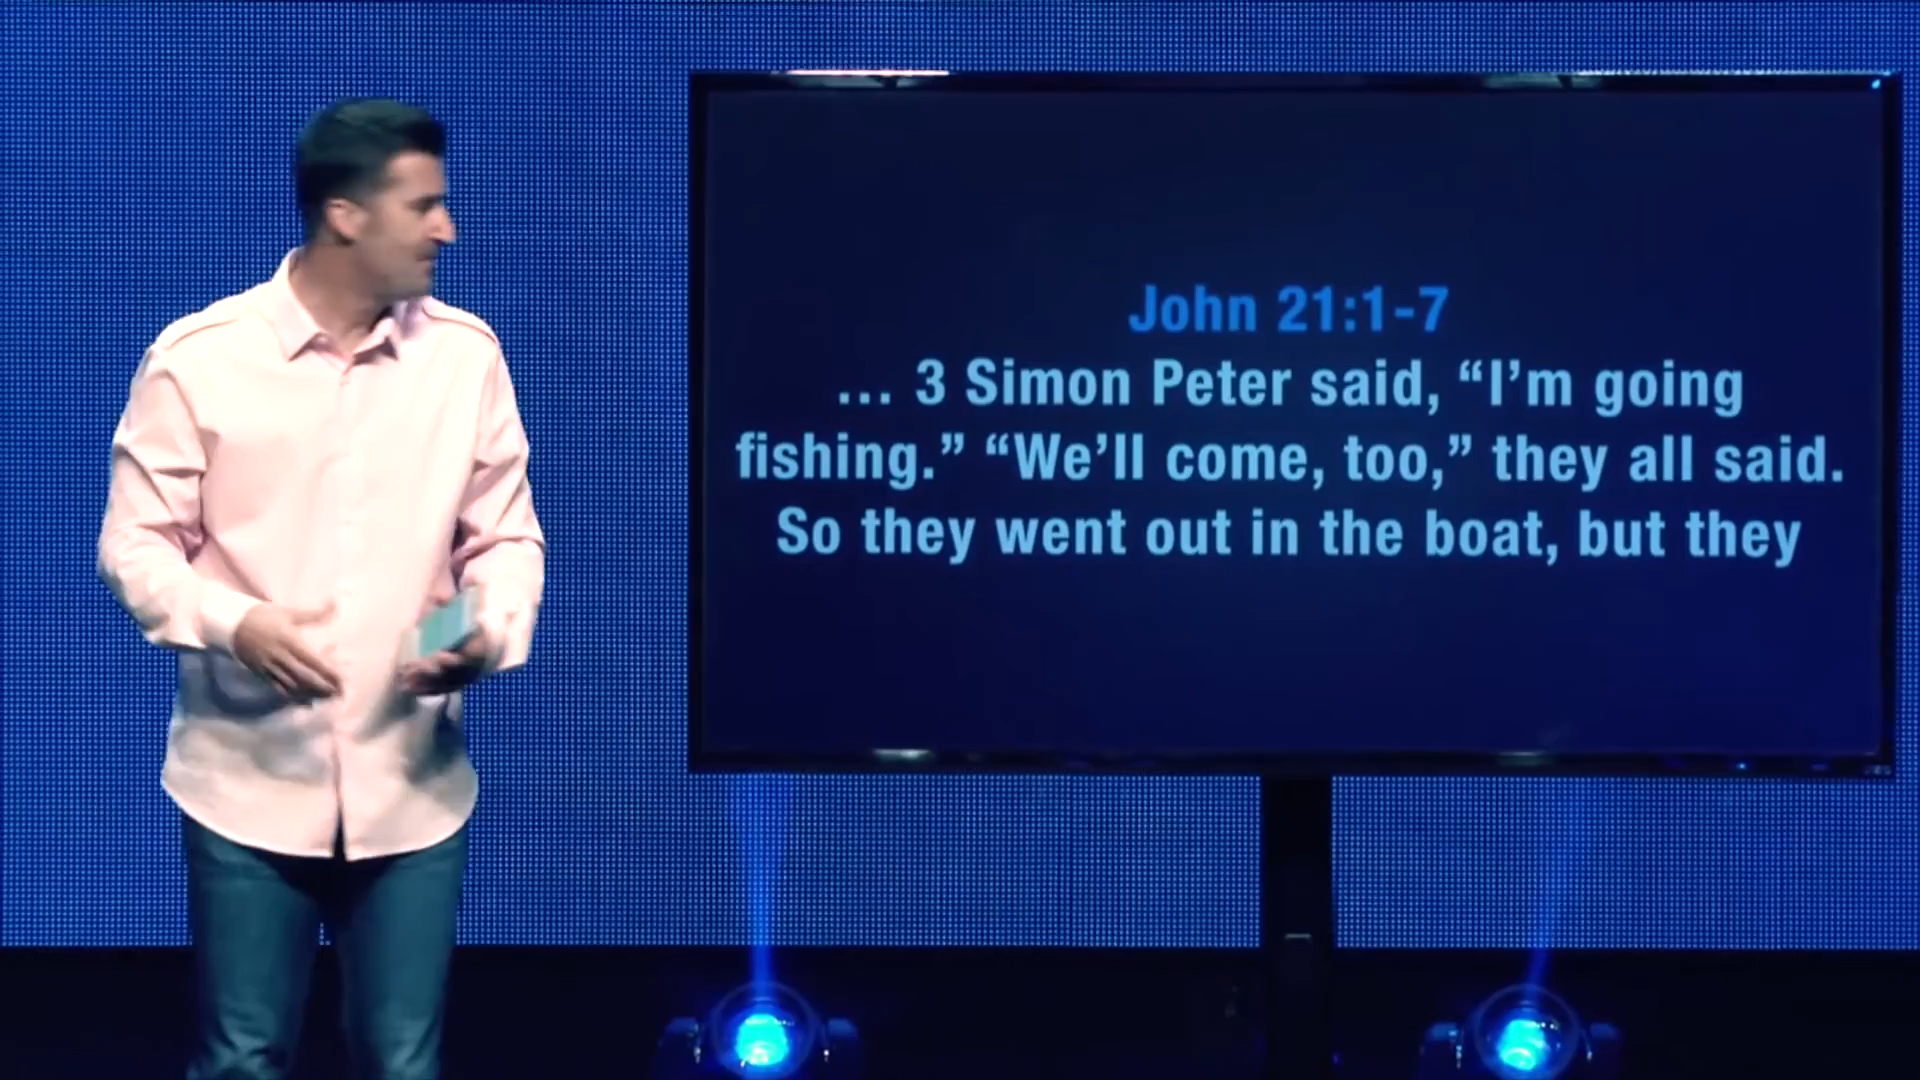 John 21:1-7
... 3 Simon Peter said, “I’m going
fishing.” “We’ll come, too,” they all said.
So they went out in the boat, but they